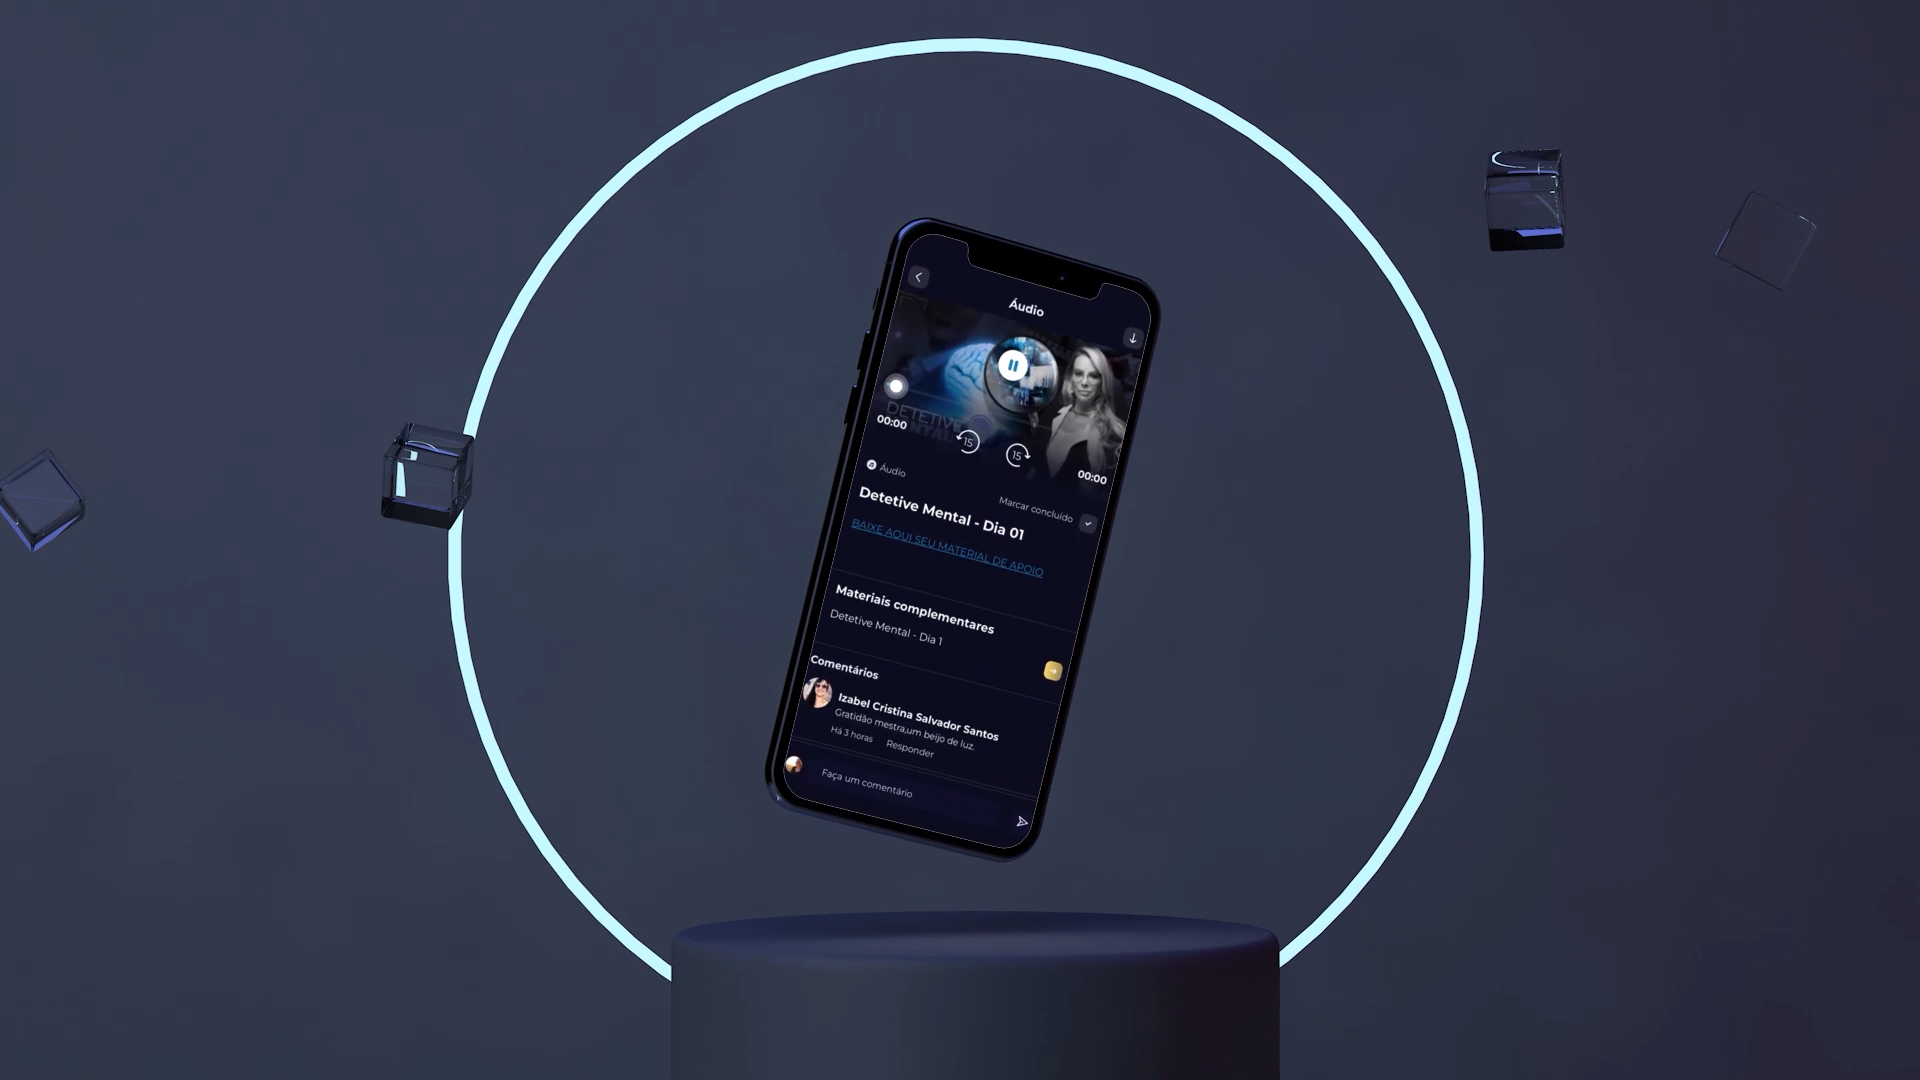 Áudio
DETETIVE
MENTAL
00:00
15
15
00:00
Áudio
Marcar concluído
Detetive Mental - Dia 01
BAIXE AQUI SEU MATERIAL DE APOIO
Materiais complementares
Detetive Mental - Dia 1
Comentários
Izabel Cristina Salvador Santos
Gratidão mestra,um beijo de luz.
Há 3 horas Responder
Faça um comentário